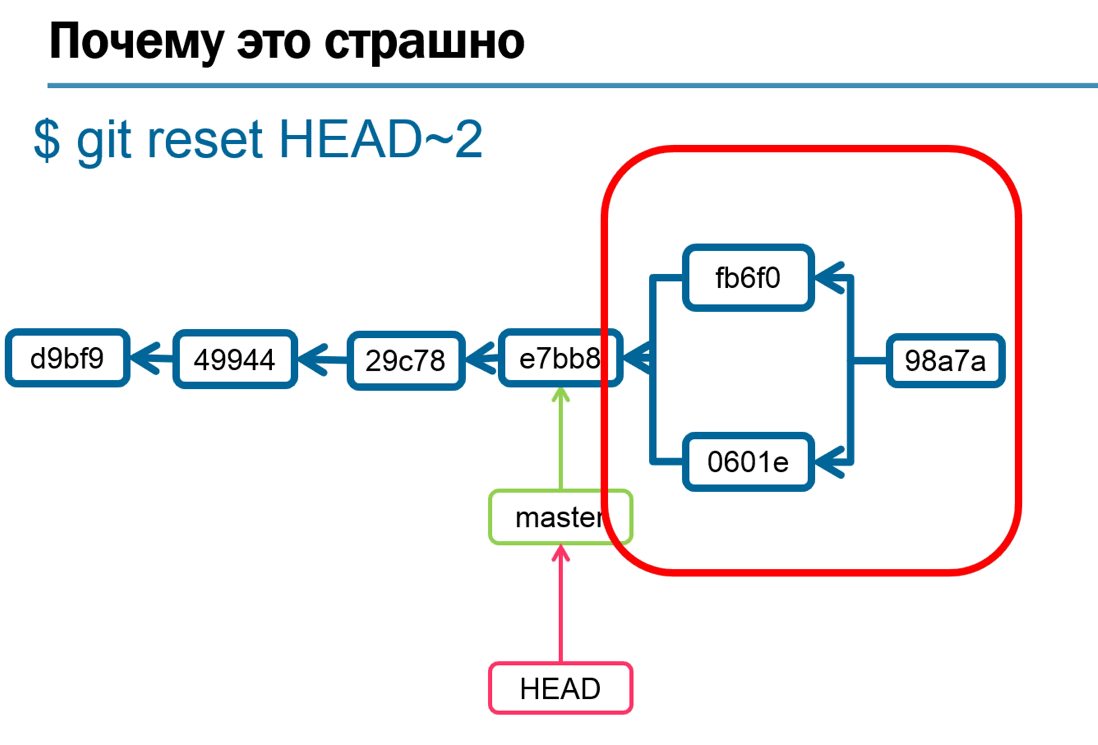 Почему это страшно
$ git reset HEAD~2
fb6f0
d9bf9
49944
29c78
e7bb8
98a7a
0601e
master
HEAD